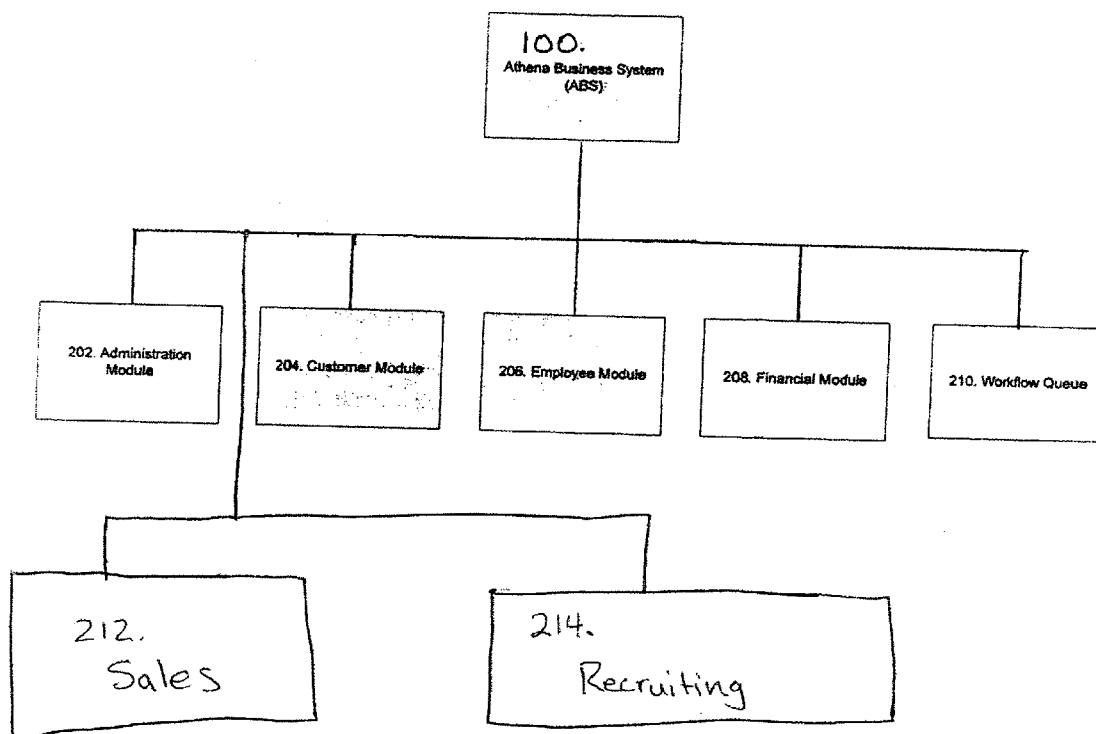 100.
Athena Business System
(ABS)
202. Administration
Module
204. Customer Module
206. Employee Module
208. Financial Module
210. Workflow Queue
212.
Sales
214.
Recruiting